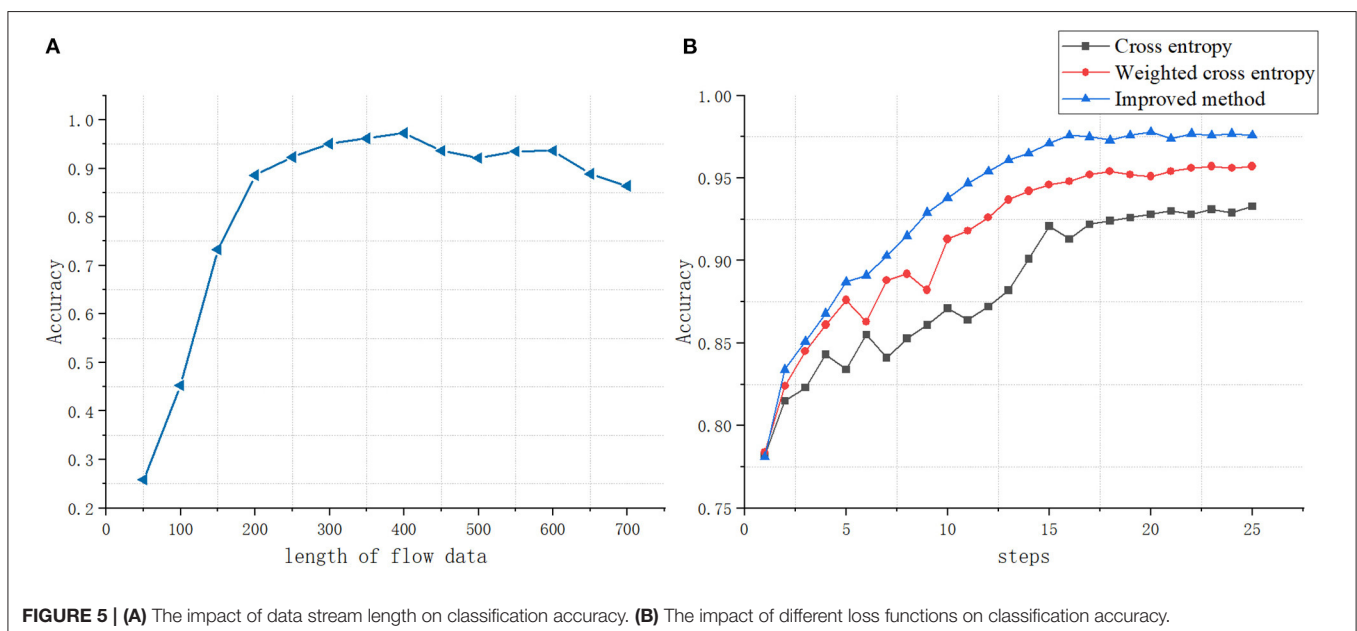 A
1.0
0.9
0.8
0.7
0.6
0.5
0.4
0.3
0.2
Accuracy
0 100 200 300 400 500 600 700
length of flow data
B
Cross entropy
Weighted cross entropy
Improved method
1.00
0.95
0.90
0.85
0.80
0.75
Accuracy
0 5 10 15 20 25
steps
FIGURE 5 | (A) The impact of data stream length on classification accuracy. (B) The impact of different loss functions on classification accuracy.